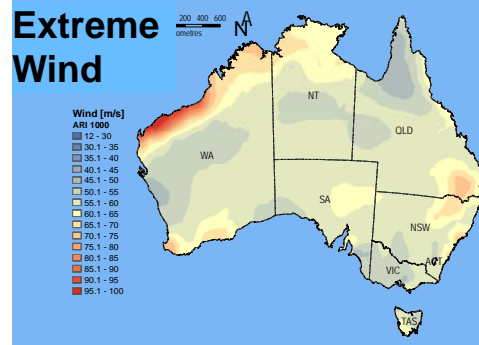 Extreme
Wind
200 400 600
ometres
N
Wind [m/s]
ARI 1000
12 - 30
30.1 - 35
35.1 - 40
40.1 - 45
45.1 - 50
50.1 - 55
55.1 - 60
60.1 - 65
65.1 - 70
70.1 - 75
75.1 - 80
80.1 - 85
85.1 - 90
90.1 - 95
95.1 - 100
NT
QLD
WA
SA
NSW
ACT
VIC
TAS